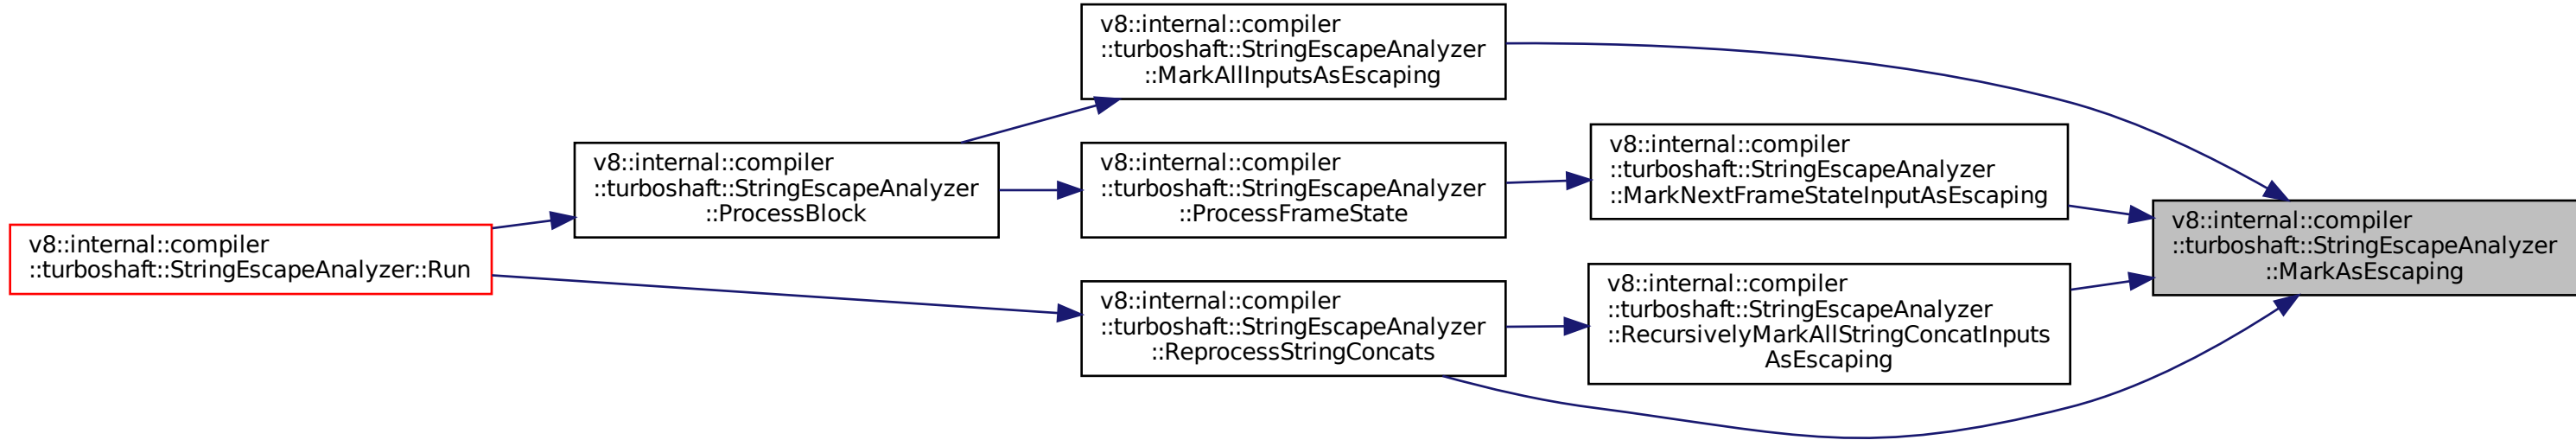 v8::internal::compiler
::turboshaft::StringEscapeAnalyzer
::MarkAllInputsAsEscaping
v8::internal::compiler
::turboshaft::StringEscapeAnalyzer
::MarkNextFrameStateInputAsEscaping
v8::internal::compiler
::turboshaft::StringEscapeAnalyzer
::ProcessBlock
v8::internal::compiler
::turboshaft::StringEscapeAnalyzer
::ProcessFrameState
v8::internal::compiler
::turboshaft::StringEscapeAnalyzer
::MarkAsEscaping
v8::internal::compiler
::turboshaft::StringEscapeAnalyzer::Run
v8::internal::compiler
::turboshaft::StringEscapeAnalyzer
::RecursivelyMarkAllStringConcatInputs
AsEscaping
v8::internal::compiler
::turboshaft::StringEscapeAnalyzer
::ReprocessStringConcats